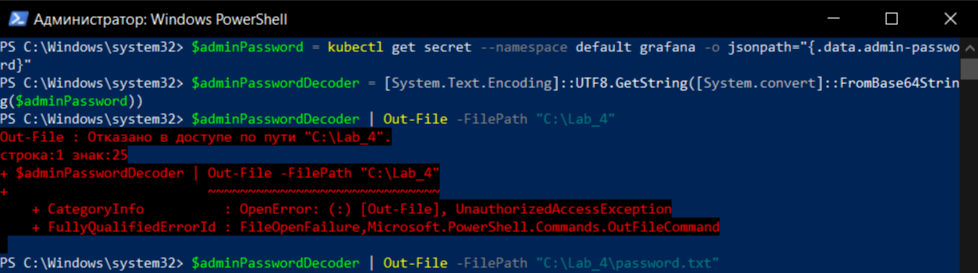 Администратор: Windows PowerShell
PS C:\Windows\system32> $adminPassword = kubectl get secret --namespace default grafana -o jsonpath="{.data.admin-passwo
rd}"
PS C:\Windows\system32> $adminPasswordDecoder = [System.Text.Encoding]::UTF8.GetString([System.convert]::FromBase64Strin
g($adminPassword))
PS C:\Windows\system32> $adminPasswordDecoder | Out-File -FilePath "C:\Lab_4"
Out-File : Отказано в доступе по пути "C:\Lab_4".
строка:1 знак:25
+ $adminPasswordDecoder | Out-File -FilePath "C:\Lab_4"
+                         ~~~~~~~~~~~~~~~~~~~~~~~~~~~~~
    + CategoryInfo          : OpenError: (:) [Out-File], UnauthorizedAccessException
    + FullyQualifiedErrorId : FileOpenFailure,Microsoft.PowerShell.Commands.OutFileCommand
PS C:\Windows\system32> $adminPasswordDecoder | Out-File -FilePath "C:\Lab_4\password.txt"